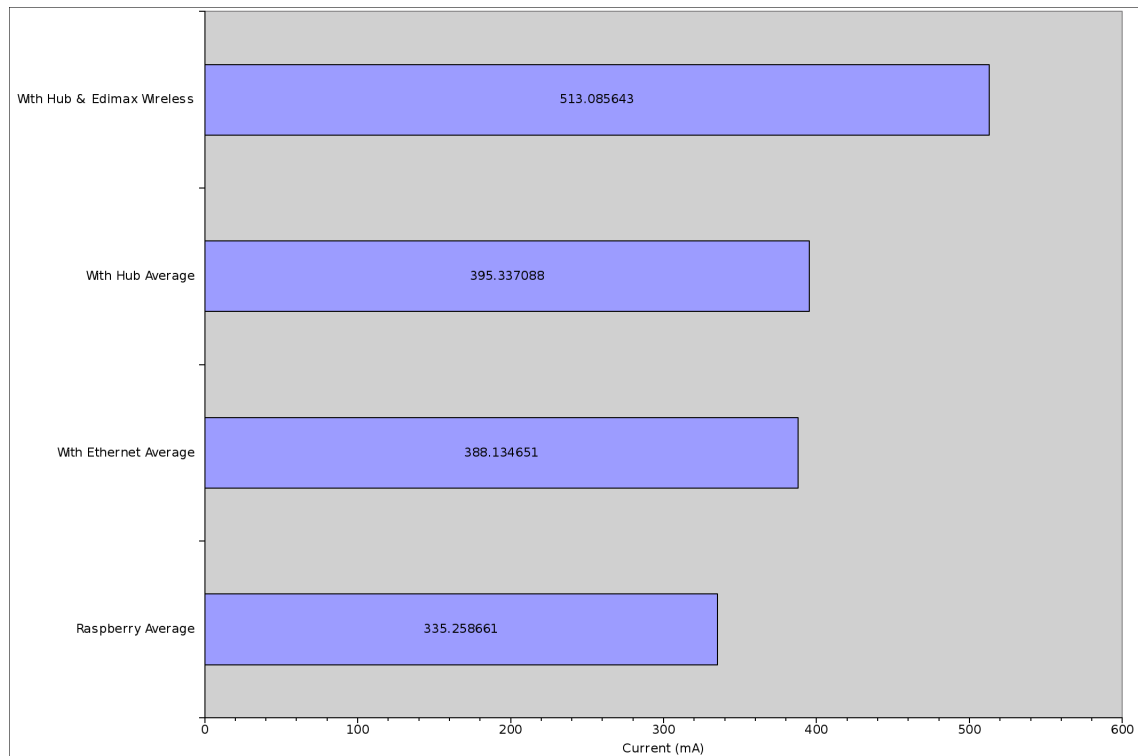 With Hub & Edimax Wireless
513.085643
With Hub Average
395.337088
With Ethernet Average
388.134651
Raspberry Average
335.258661
0 100 200 300 400 500 600
Current (mA)